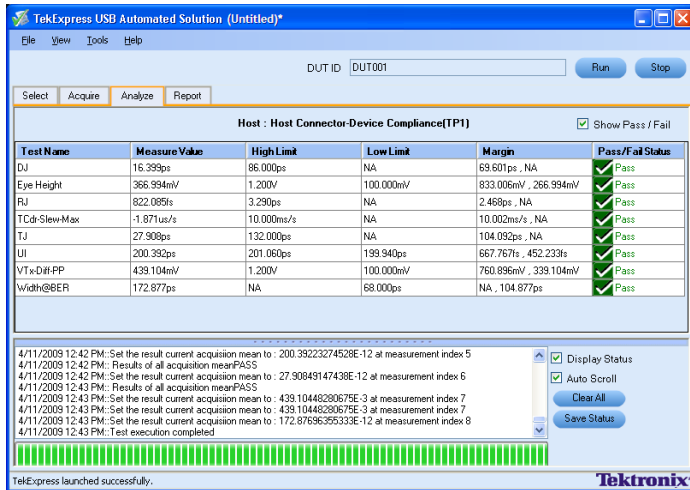 TekExpress USB Automated Solution (Untitled)*
File View Tools Help
DUT ID DUT001 Run Stop
Select Acquire Analyze Report
Host : Host Connector-Device Compliance(TP1) Show Pass / Fail
Test Name Measure Value High Limit Low Limit Margin Pass/Fail Status
DJ 16.399ps 86.000ps NA 69.601ps , NA Pass
Eye Height 366.994mV 1.200V 100.000mV 833.006mV , 266.994mV Pass
RJ 822.085fs 3.290ps NA 2.468ps , NA Pass
TCdr-Slew-Max -1.871us/s 10.000ms/s NA 10.002ms/s , NA Pass
TJ 27.908ps 132.000ps NA 104.092ps , NA Pass
UI 200.392ps 201.060ps 199.940ps 667.767fs , 452.233fs Pass
VTx-Diff-PP 439.104mV 1.200V 100.000mV 760.896mV , 339.104mV Pass
Width@BER 172.877ps NA 68.000ps NA , 104.877ps Pass
4/11/2009 12:42 PM::Set the result current acquisiion mean to : 200.39223274528E-12 at measurement index 5
4/11/2009 12:42 PM:: Results of all acquisition meanPASS
4/11/2009 12:42 PM::Set the result current acquisiion mean to : 27.90849147438E-12 at measurement index 6
4/11/2009 12:43 PM:: Results of all acquisition meanPASS
4/11/2009 12:43 PM::Set the result current acquisiion mean to : 439.10448280675E-3 at measurement index 7
4/11/2009 12:43 PM::Set the result current acquisiion mean to : 439.10448280675E-3 at measurement index 7
4/11/2009 12:43 PM::Set the result current acquisiion mean to : 172.87696355333E-12 at measurement index 8
4/11/2009 12:43 PM::Test execution completed
Display Status
Auto Scroll
Clear All
Save Status
TekExpress launched successfully. Tektronix